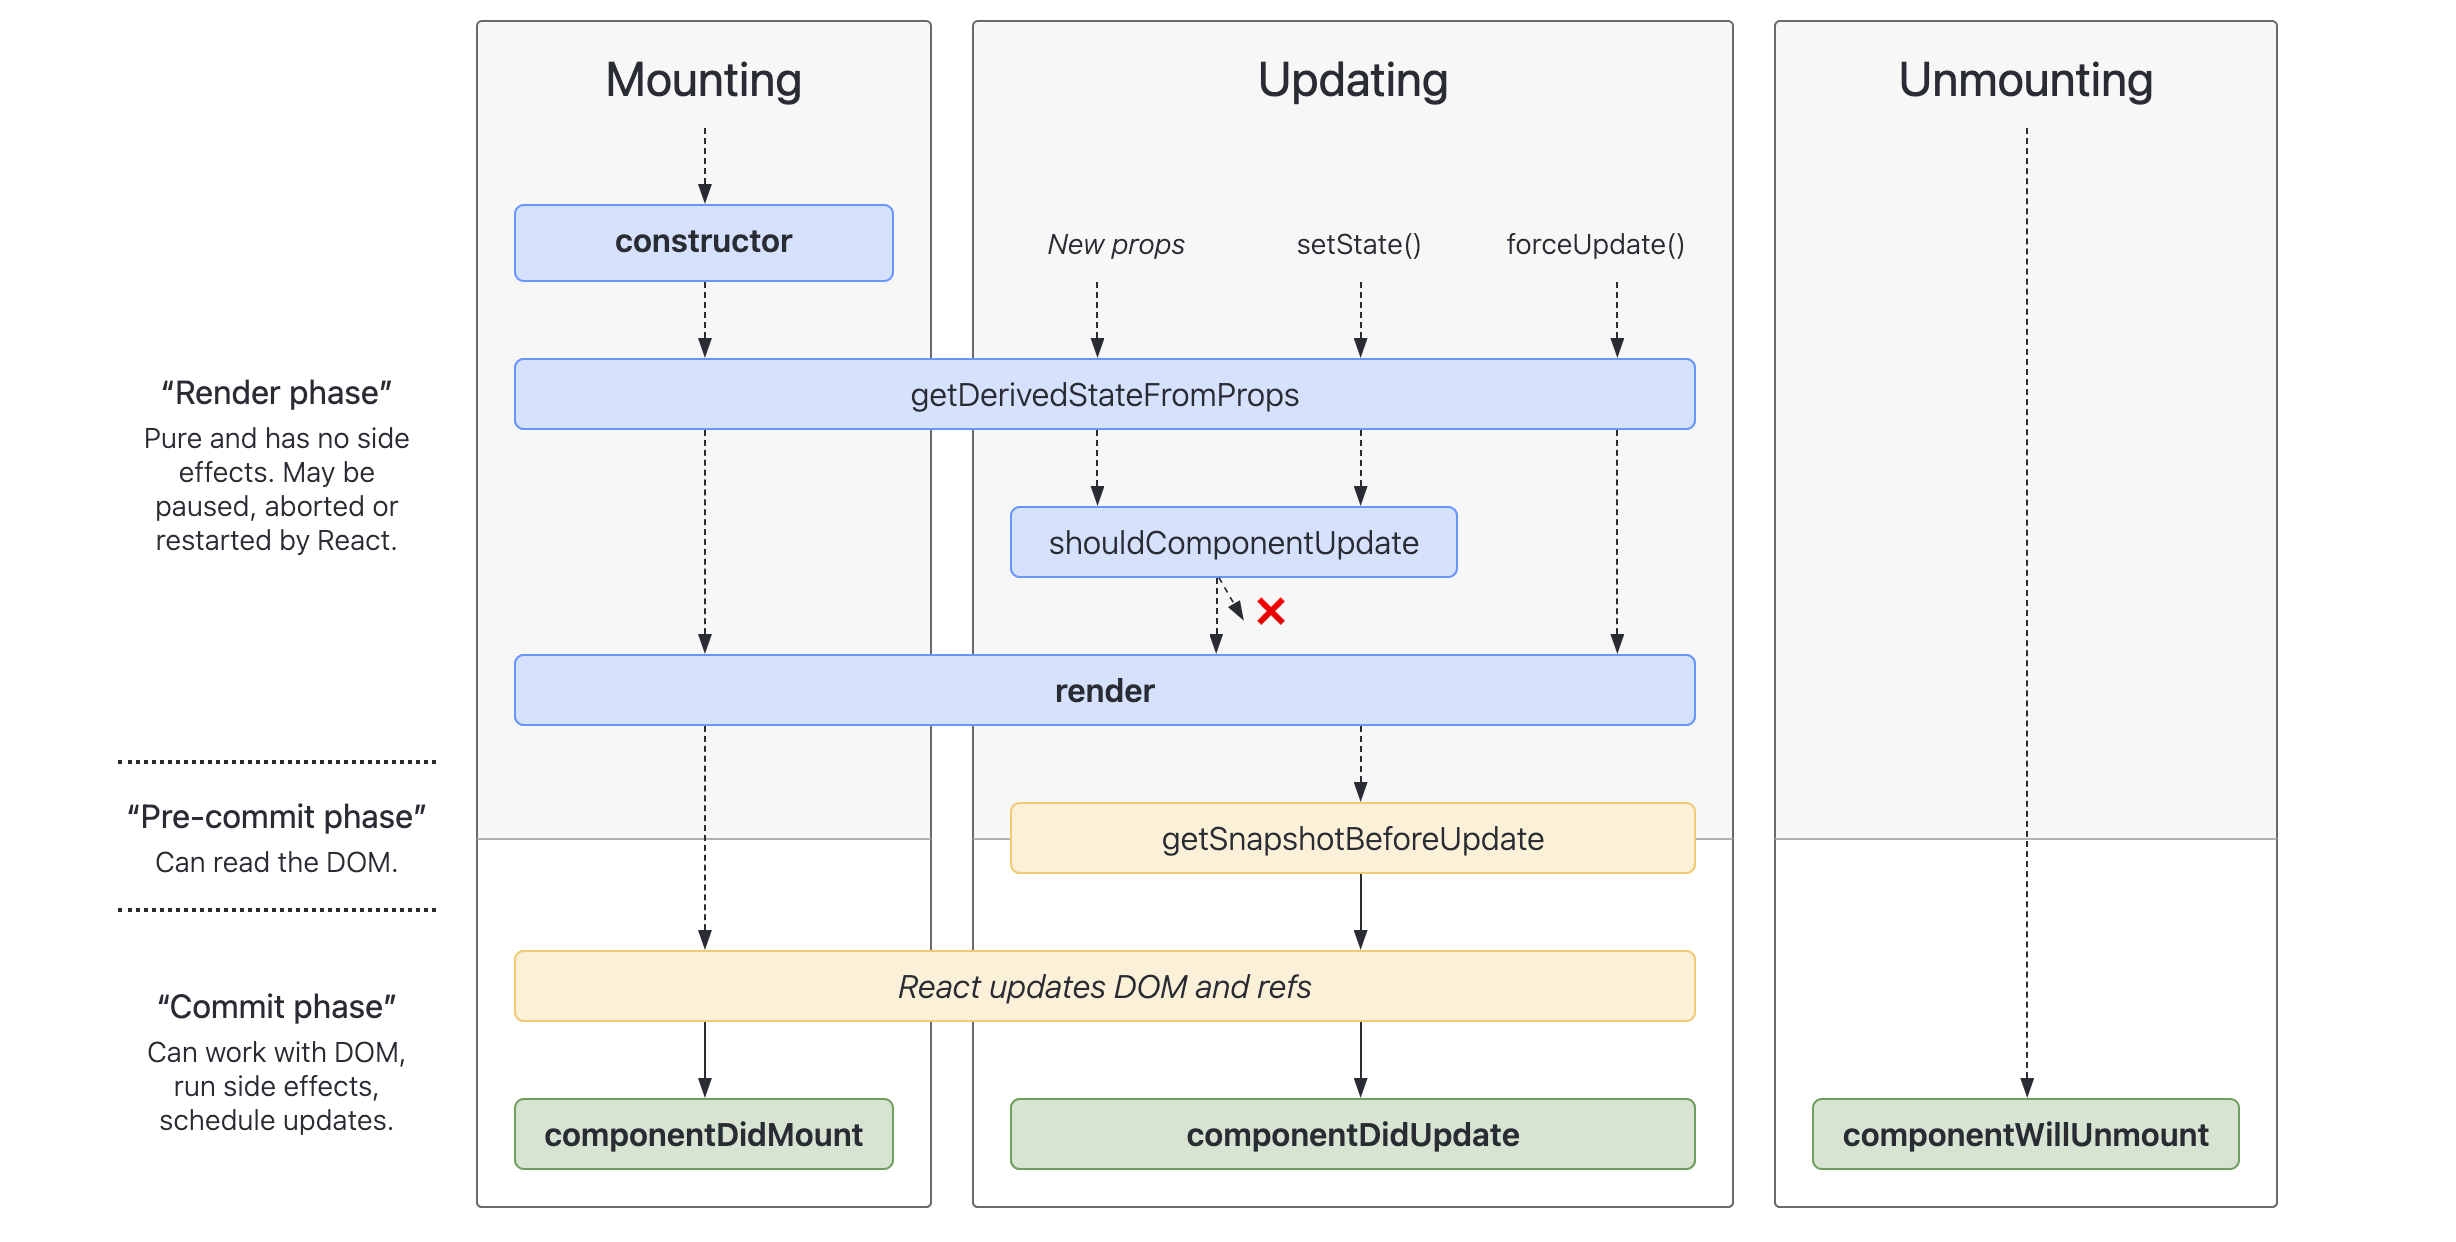 Mounting
Updating
Unmounting
constructor
New props
setState()
forceUpdate()
getDerivedStateFromProps
“Render phase”
Pure and has no side
effects. May be
paused, aborted or
restarted by React.
shouldComponentUpdate
render
“Pre-commit phase”
Can read the DOM.
getSnapshotBeforeUpdate
React updates DOM and refs
“Commit phase”
Can work with DOM,
run side effects,
schedule updates.
componentDidMount
componentDidUpdate
componentWillUnmount